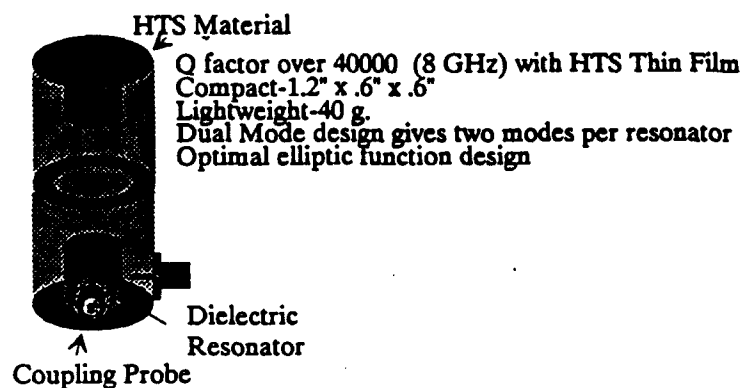 HTS Material
Q factor over 40000 (8 GHz) with HTS Thin Film
Compact-1.2" x .6" x .6"
Lightweight-40 g.
Dual Mode design gives two modes per resonator
Optimal elliptic function design
Dielectric
Resonator
Coupling Probe